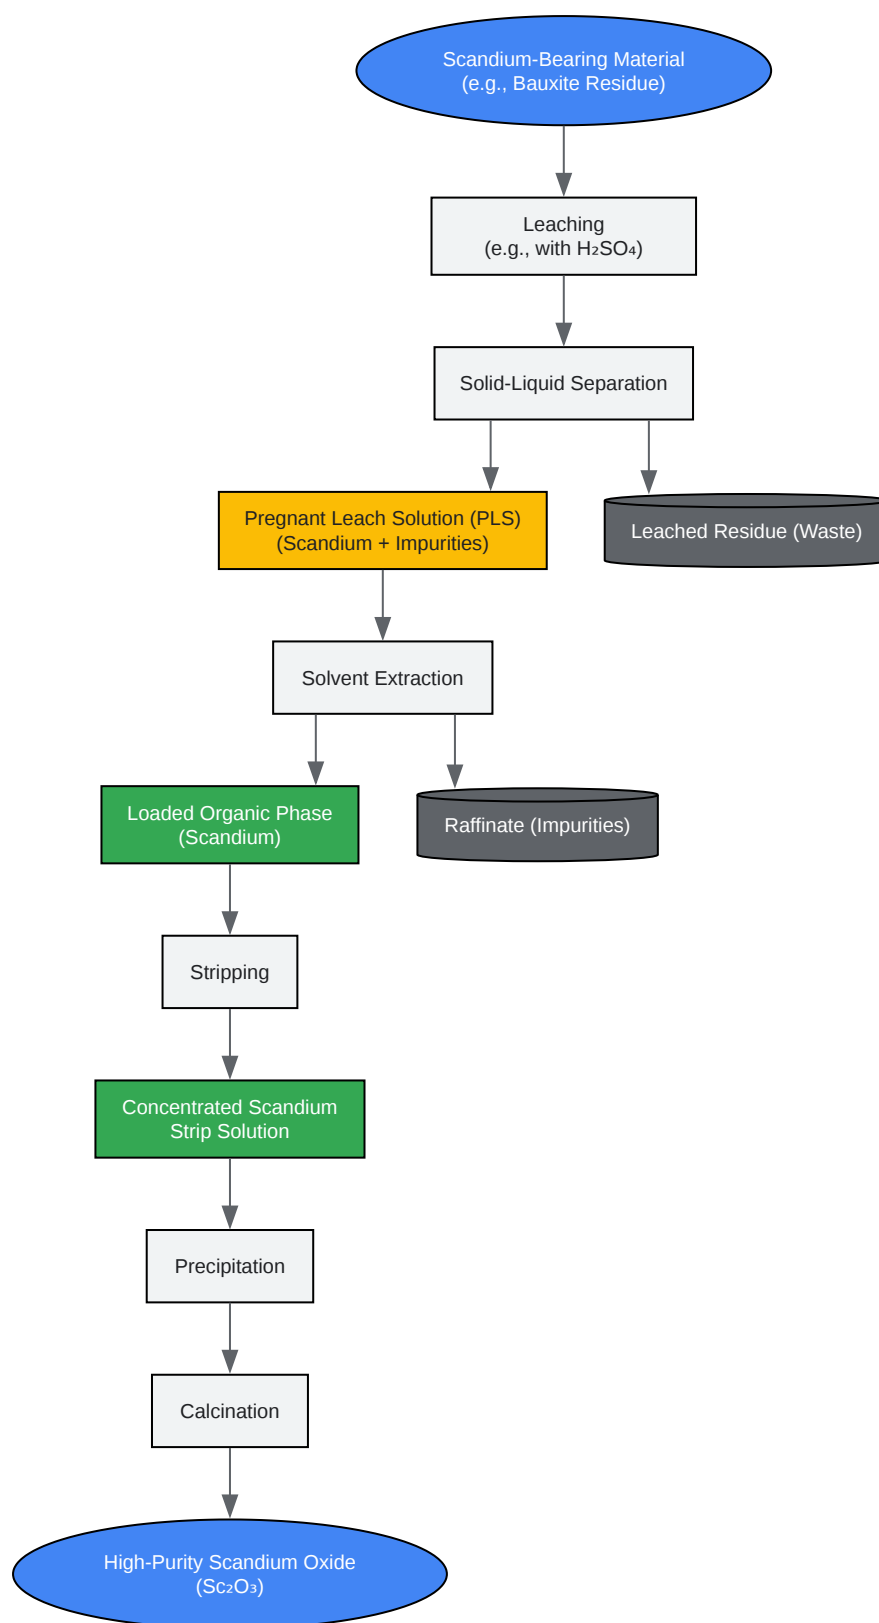 Scandium-Bearing Material
(e.g., Bauxite Residue)
Leaching
(e.g., with H₂SO₄)
Solid-Liquid Separation
Pregnant Leach Solution (PLS)
(Scandium + Impurities)
Leached Residue (Waste)
Solvent Extraction
Loaded Organic Phase
(Scandium)
Raffinate (Impurities)
Stripping
Concentrated Scandium
Strip Solution
Precipitation
Calcination
High-Purity Scandium Oxide
(Sc₂O₃)